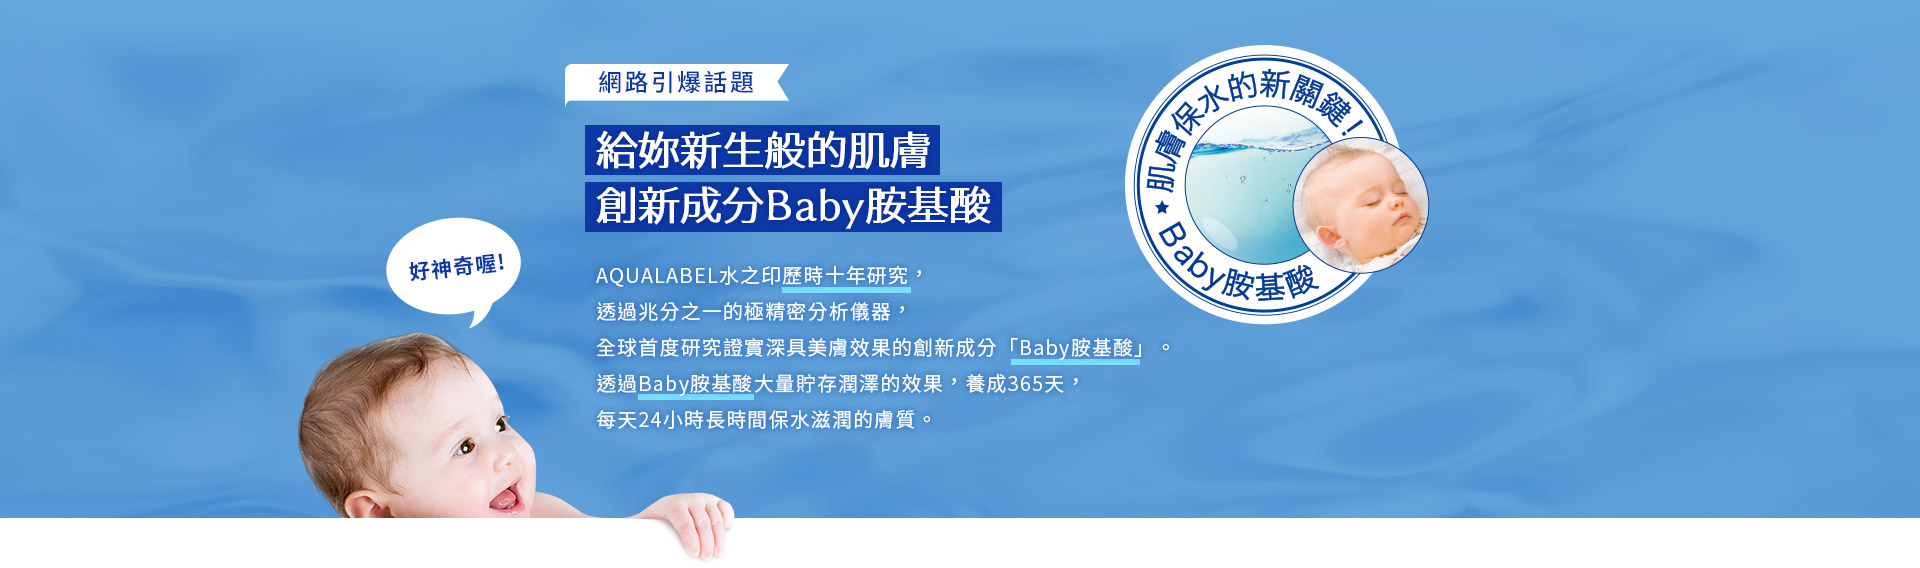 網路引爆話題
給妳新生般的肌膚
創新成分Baby胺基酸
好神奇喔!
AQUALABEL水之印歷時十年研究，
透過兆分之一的極精密分析儀器，
全球首度研究證實深具美膚效果的創新成分「Baby胺基酸」。
透過Baby胺基酸大量貯存潤澤的效果，養成365天，
每天24小時長時間保水滋潤的膚質。
肌膚保水的新關鍵!
★Baby胺基酸